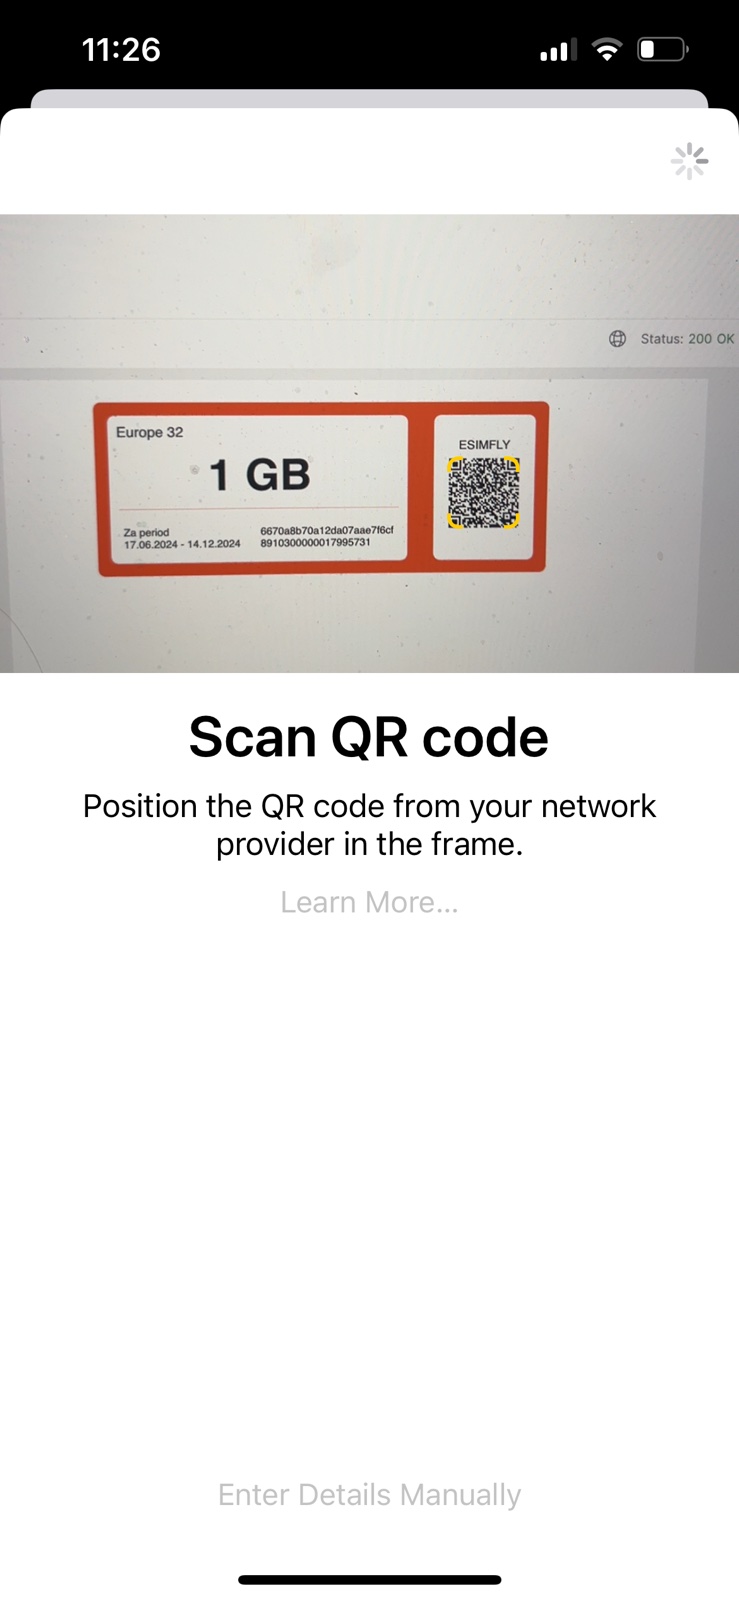 11:26
Status: 200 OK
Europe 32
1 GB
ESIMFLY
Za period
17.06.2024 - 14.12.2024
6670a8b70a12da07aae7f6cf
8910300000017995731
Scan QR code
Position the QR code from your network
provider in the frame.
Learn More...
Enter Details Manually